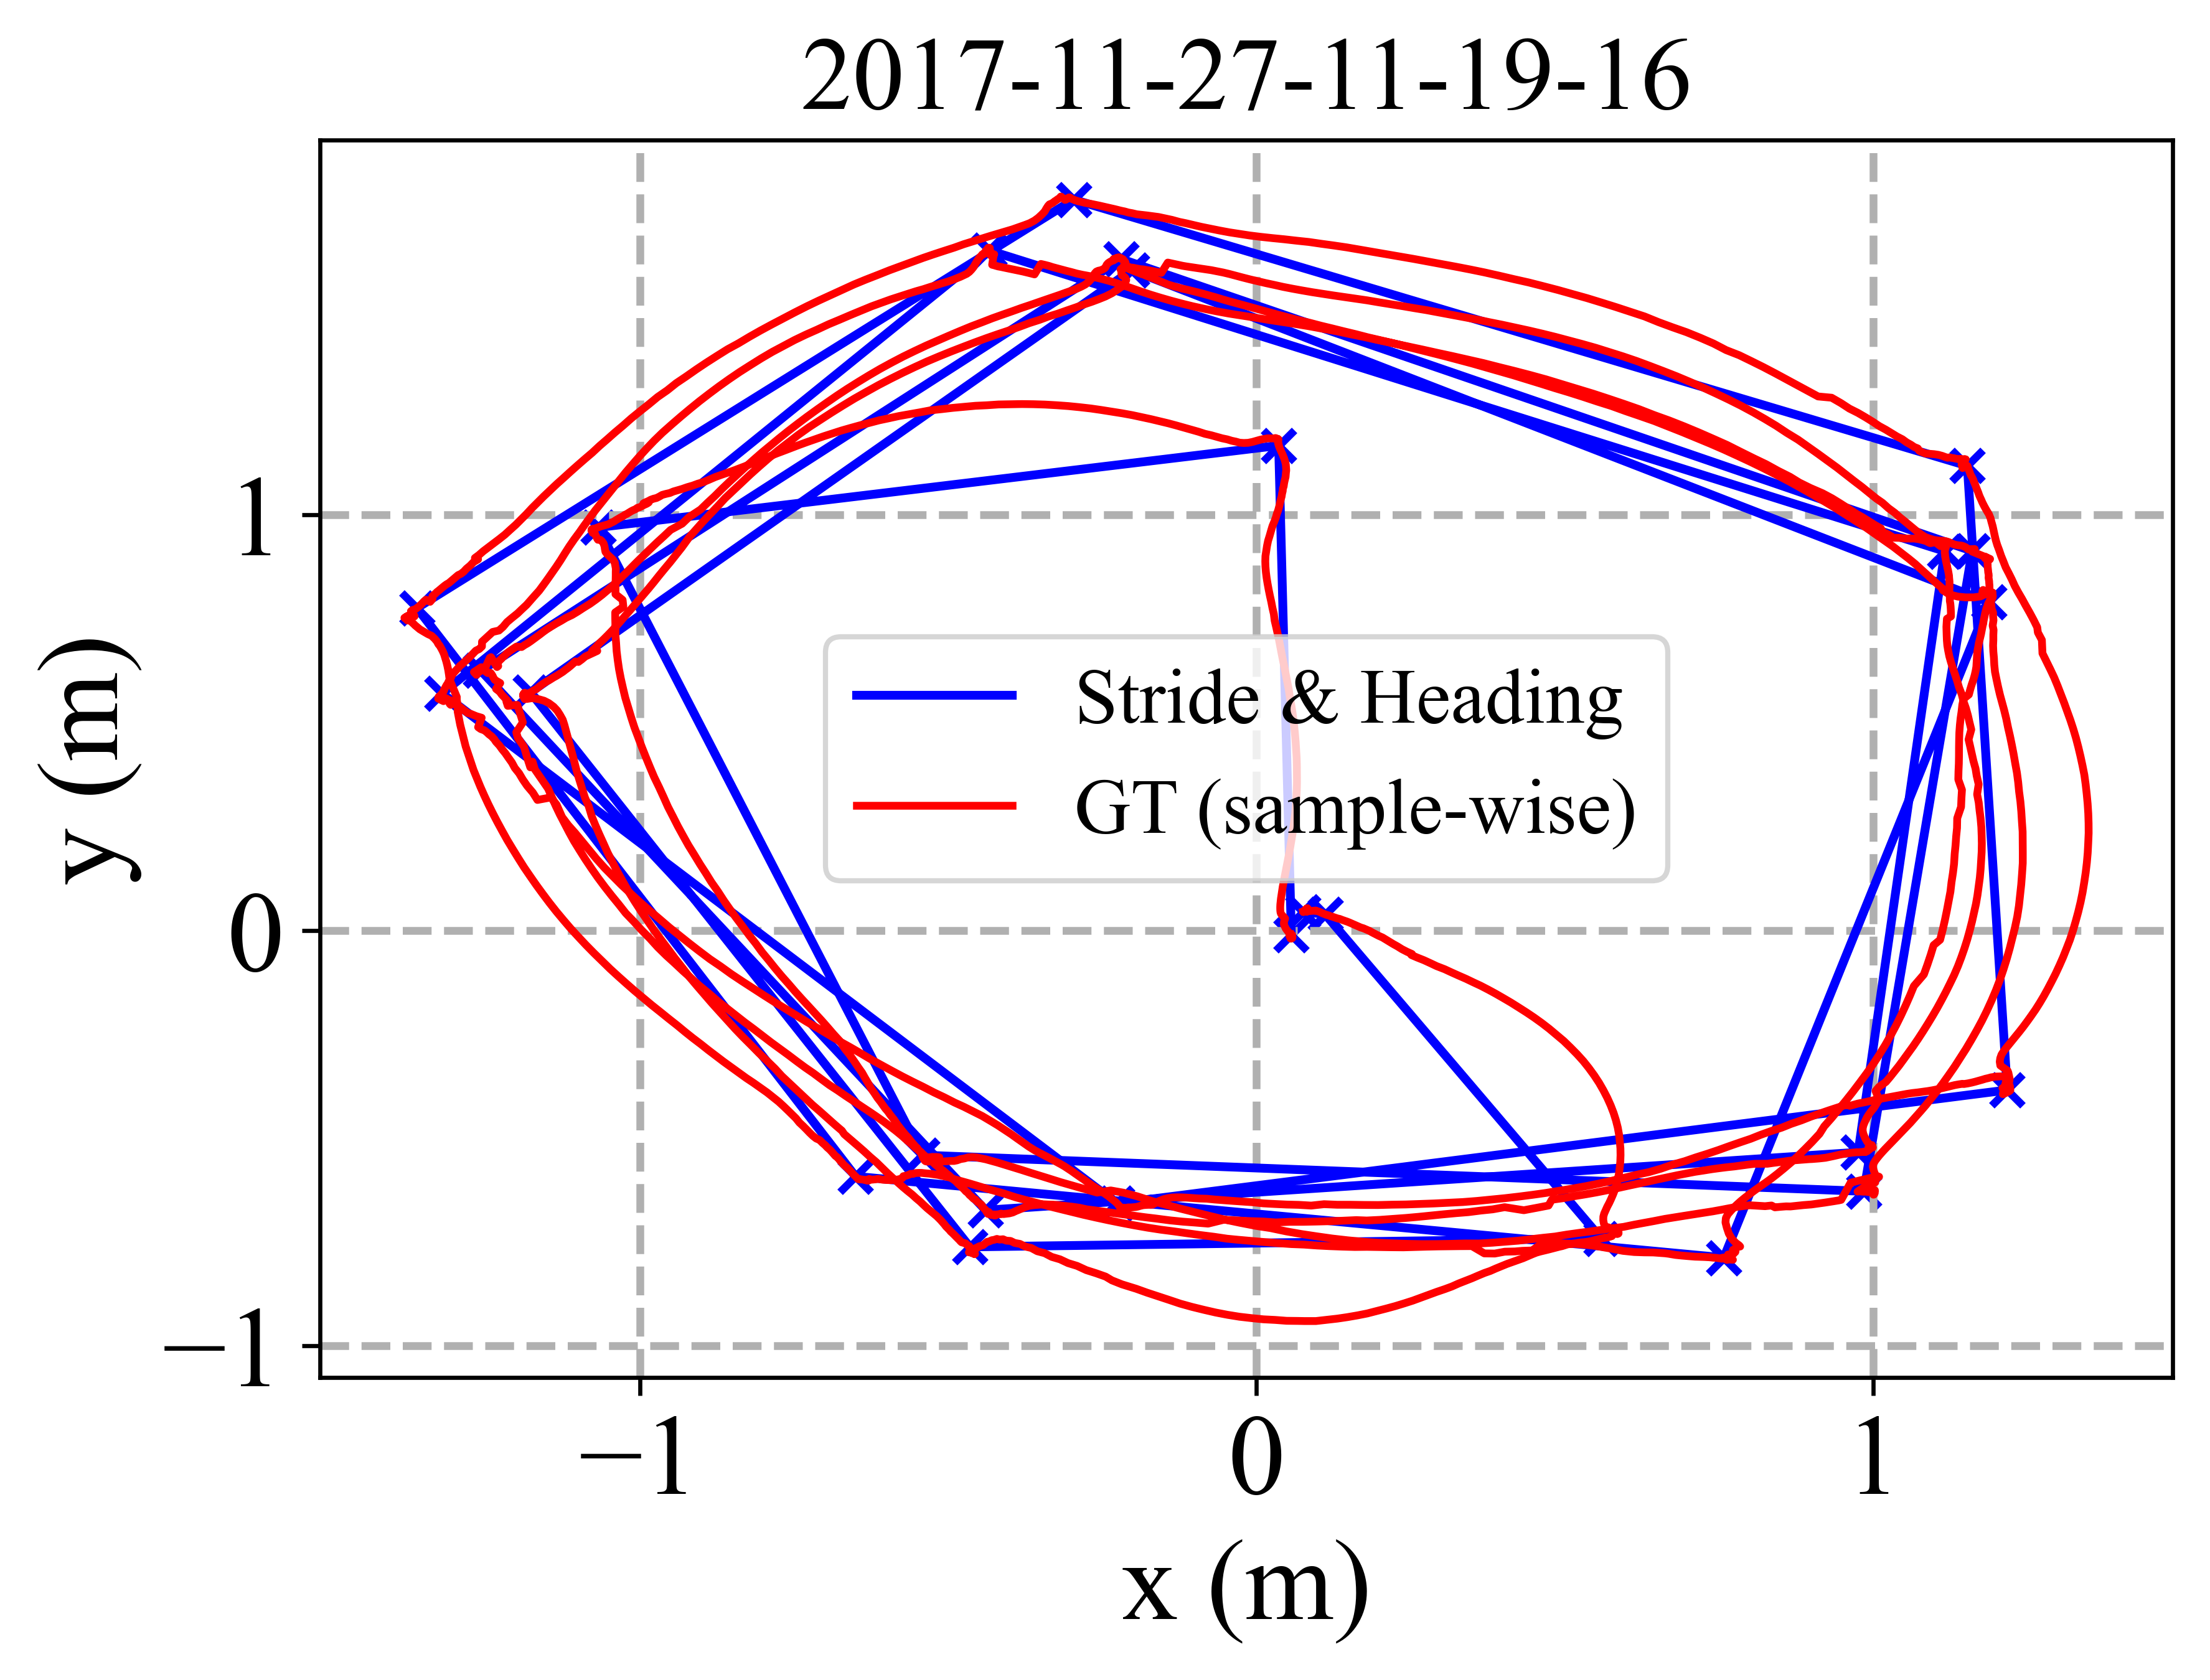 2017-11-27-11-19-16
y (m)
1
0
−1
Stride & Heading
GT (sample-wise)
−1 0 1
x (m)